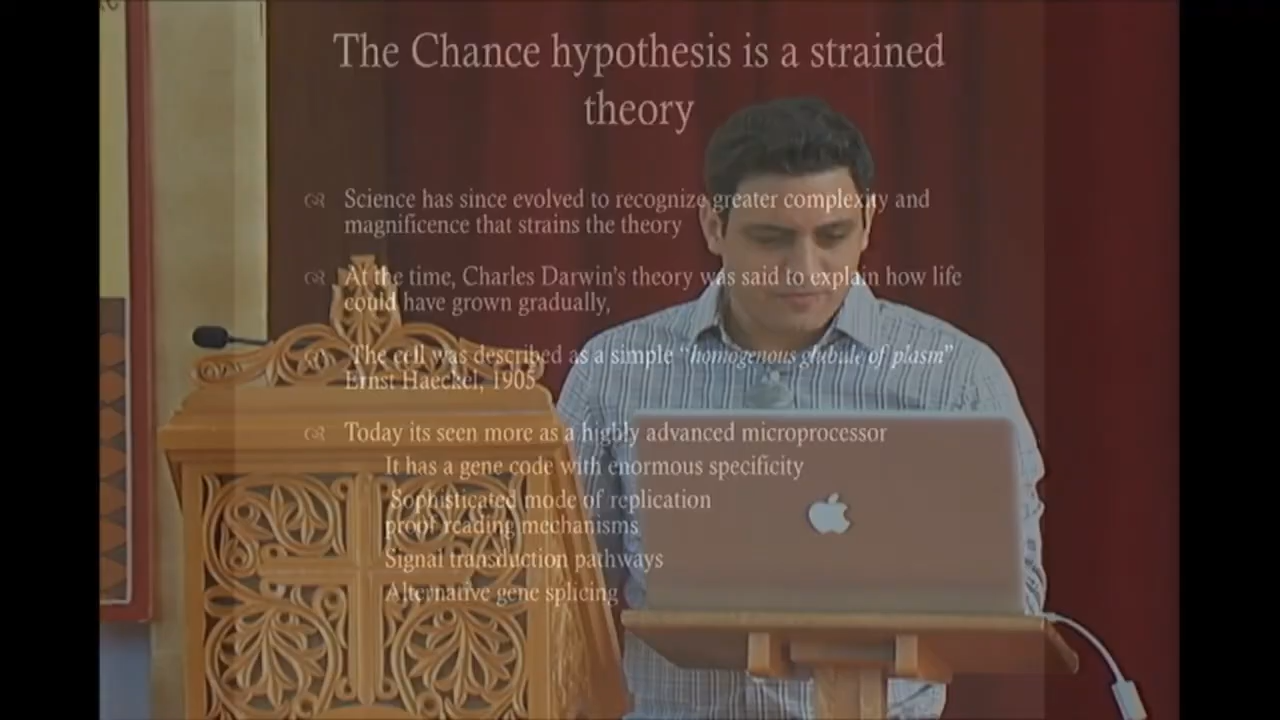 The Chance hypothesis is a strained
theory
Science has since evolved to recognize greater complexity and
magnificence that strains the theory
At the time, Charles Darwin's theory was said to explain how life
could have grown gradually,
The cell was described as a simple "homogenous globule of plasm"
Ernst Haeckel, 1905
Today its seen more as a highly advanced microprocessor
It has a gene code with enormous specificity
Sophisticated mode of replication
proof reading mechanisms
Signal transduction pathways
Alternative gene splicing